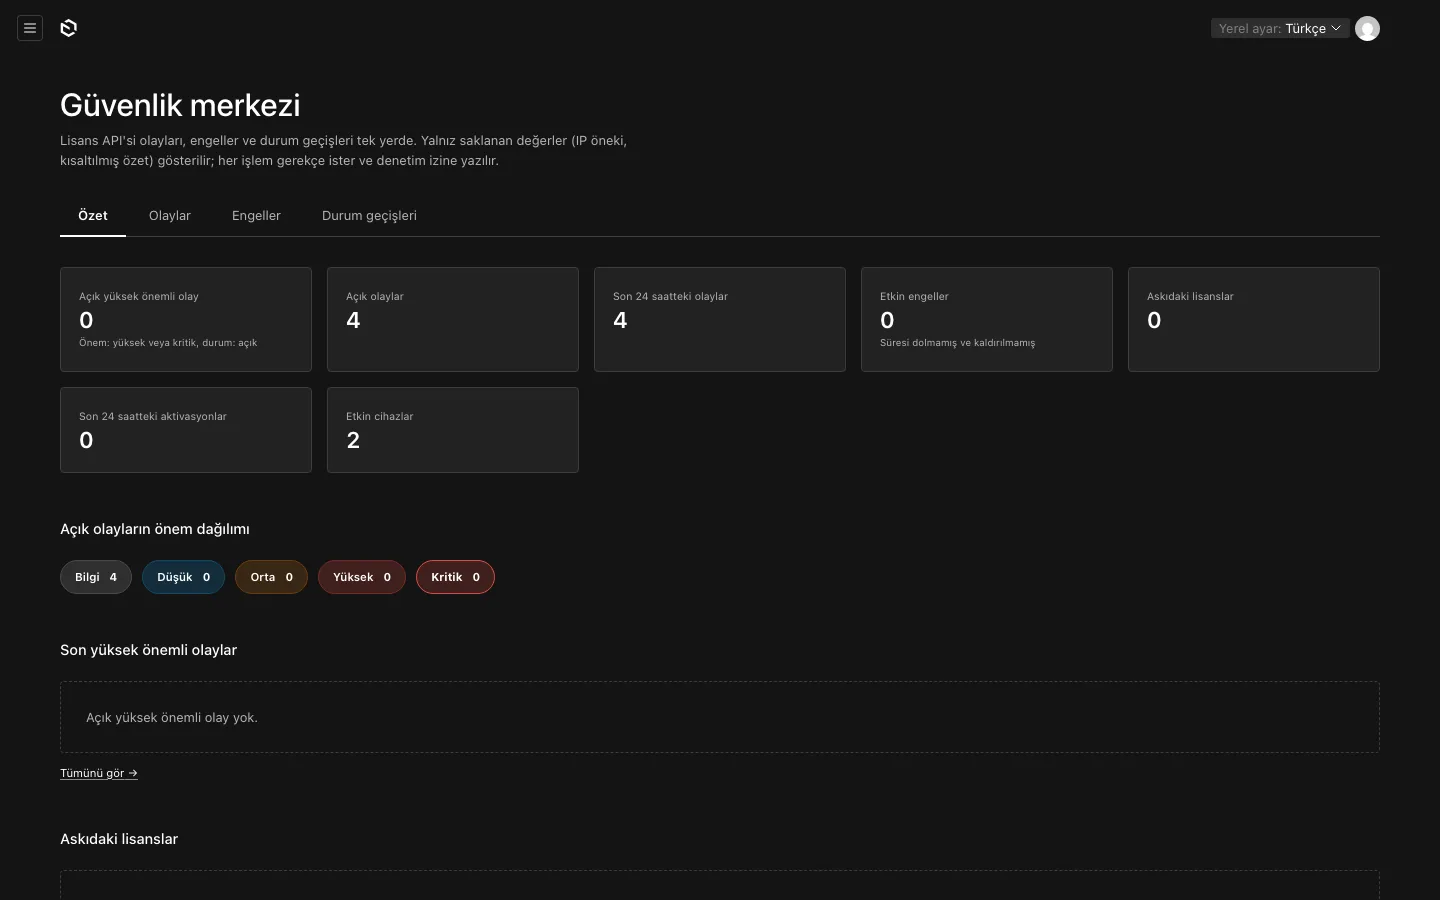 Yerel ayar: Türkçe
Güvenlik merkezi
Lisans API'si olayları, engeller ve durum geçişleri tek yerde. Yalnız saklanan değerler (IP öneki,
kısaltılmış özet) gösterilir; her işlem gerekçe ister ve denetim izine yazılır.
Özet
Olaylar
Engeller
Durum geçişleri
Açık yüksek önemli olay
0
Önem: yüksek veya kritik, durum: açık
Açık olaylar
4
Son 24 saatteki olaylar
4
Etkin engeller
0
Süresi dolmamış ve kaldırılmamış
Askıdaki lisanslar
0
Son 24 saatteki aktivasyonlar
0
Etkin cihazlar
2
Açık olayların önem dağılımı
Bilgi 4
Düşük 0
Orta 0
Yüksek 0
Kritik 0
Son yüksek önemli olaylar
Açık yüksek önemli olay yok.
Tümünü gör →
Askıdaki lisanslar